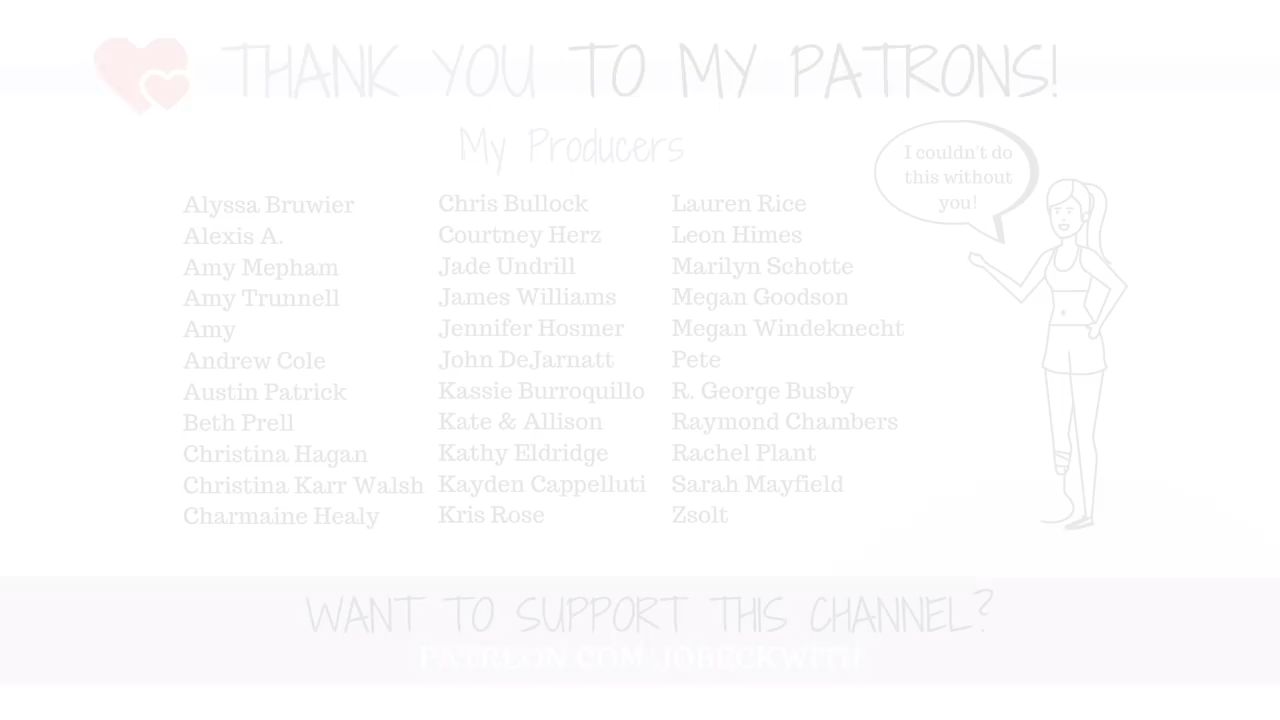 THANK YOU TO MY PATRONS!
My Producers
I couldn't do
this without
you!
Alyssa Bruwier
Alexis A.
Amy Mepham
Amy Trunnell
Amy
Andrew Cole
Austin Patrick
Beth Prell
Christina Hagan
Christina Karr Walsh
Charmaine Healy
Chris Bullock
Courtney Herz
Jade Undrill
James Williams
Jennifer Hosmer
John DeJarnatt
Kassie Burroquillo
Kate & Allison
Kathy Eldridge
Kayden Cappelluti
Kris Rose
Lauren Rice
Leon Himes
Marilyn Schotte
Megan Goodson
Megan Windeknecht
Pete
R. George Busby
Raymond Chambers
Rachel Plant
Sarah Mayfield
Zsolt
WANT TO SUPPORT THIS CHANNEL?
PATREON.COM/JOBECKWITH